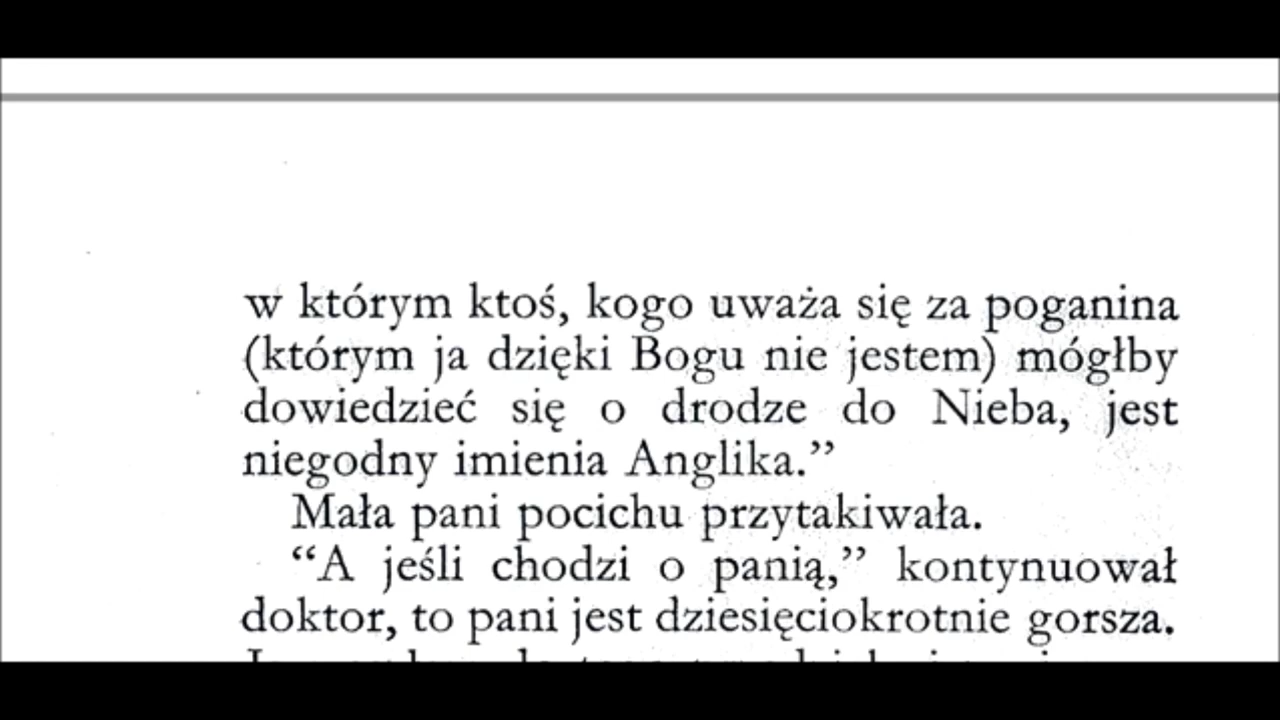 w którym ktoś, kogo uważa się za poganina
(którym ja dzięki Bogu nie jestem) mógłby
dowiedzieć się o drodze do Nieba, jest
niegodny imienia Anglika.”
Mała pani pocichu przytakiwała.
“A jeśli chodzi o panią,” kontynuował
doktor, to pani jest dziesięciokrotnie gorsza.